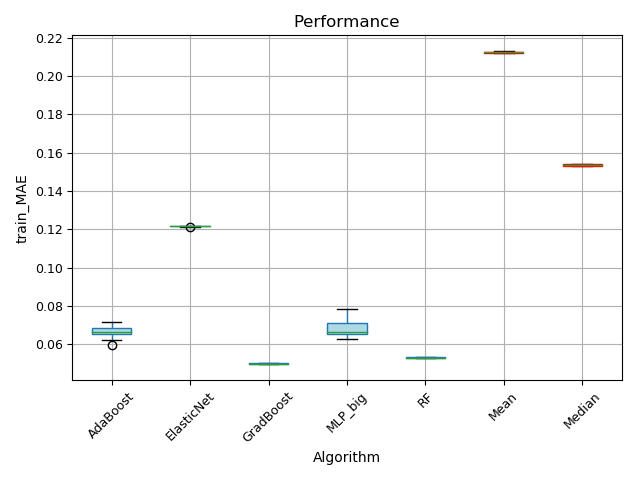 Performance
train_MAE
0.22
0.20
0.18
0.16
0.14
0.12
0.10
0.08
0.06
AdaBoost
ElasticNet
GradBoost
MLP_big
RF
Mean
Median
Algorithm